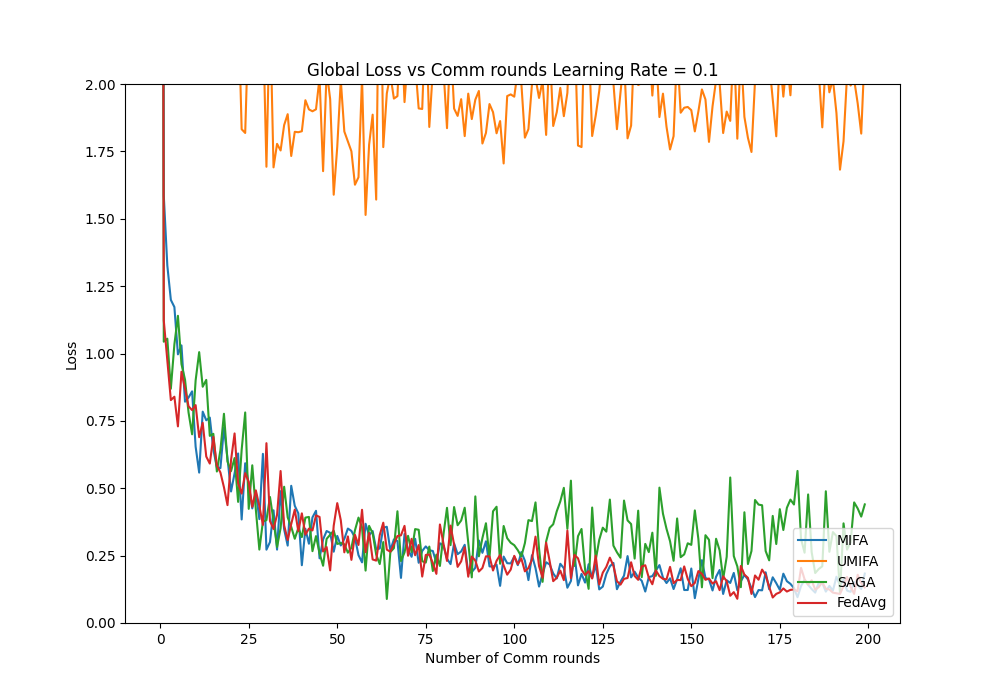 Global Loss vs Comm rounds Learning Rate = 0.1
2.00
1.75
1.50
1.25
1.00
0.75
0.50
0.25
0.00
Loss
0 25 50 75 100 125 150 175 200
Number of Comm rounds
MIFA
UMIFA
SAGA
FedAvg